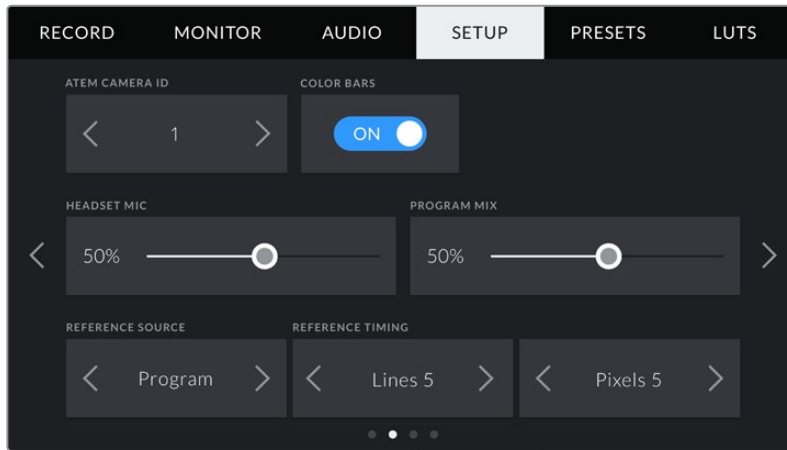 RECORD MONITOR AUDIO SETUP PRESETS LUTS
ATEM CAMERA ID COLOR BARS
1 ON
HEADSET MIC PROGRAM MIX
50% 50%
REFERENCE SOURCE REFERENCE TIMING
Program Lines 5 Pixels 5